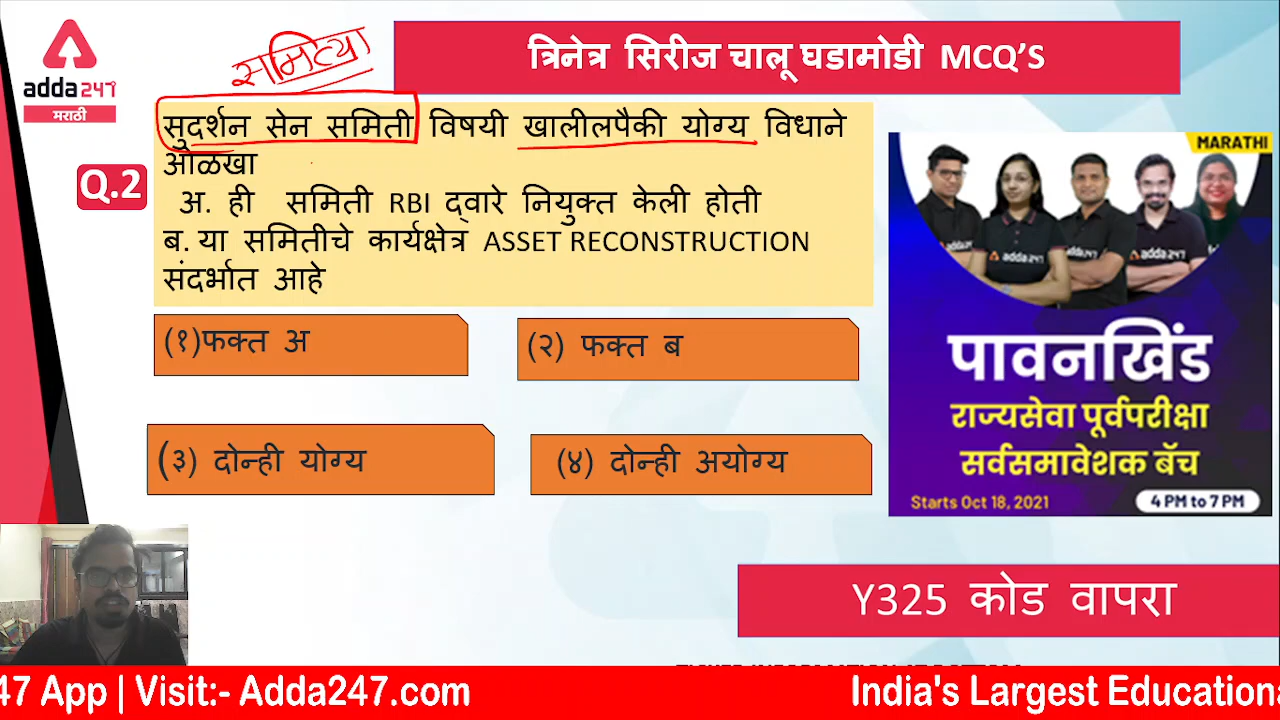 समित्या
त्रिनेत्र सिरीज चालू घडामोडी MCQ'S
adda247
मराठी
सुदर्शन सेन समिती विषयी खालीलपैकी योग्य विधाने
ओळखा
Q.2
अ. ही समिती RBI द्वारे नियुक्त केली होती
ब. या समितीचे कार्यक्षेत्र ASSET RECONSTRUCTION
संदर्भात आहे
(१)फक्त अ
(२) फक्त ब
(३) दोन्ही योग्य
(४) दोन्ही अयोग्य
MARATHI
adda247
पावनखिंड
राज्यसेवा पूर्वपरीक्षा
सर्वसमावेशक बॅच
Starts Oct 18, 2021
4 PM to 7 PM
Y325 कोड वापरा
47 App | Visit:- Adda247.com
India's Largest Educationa